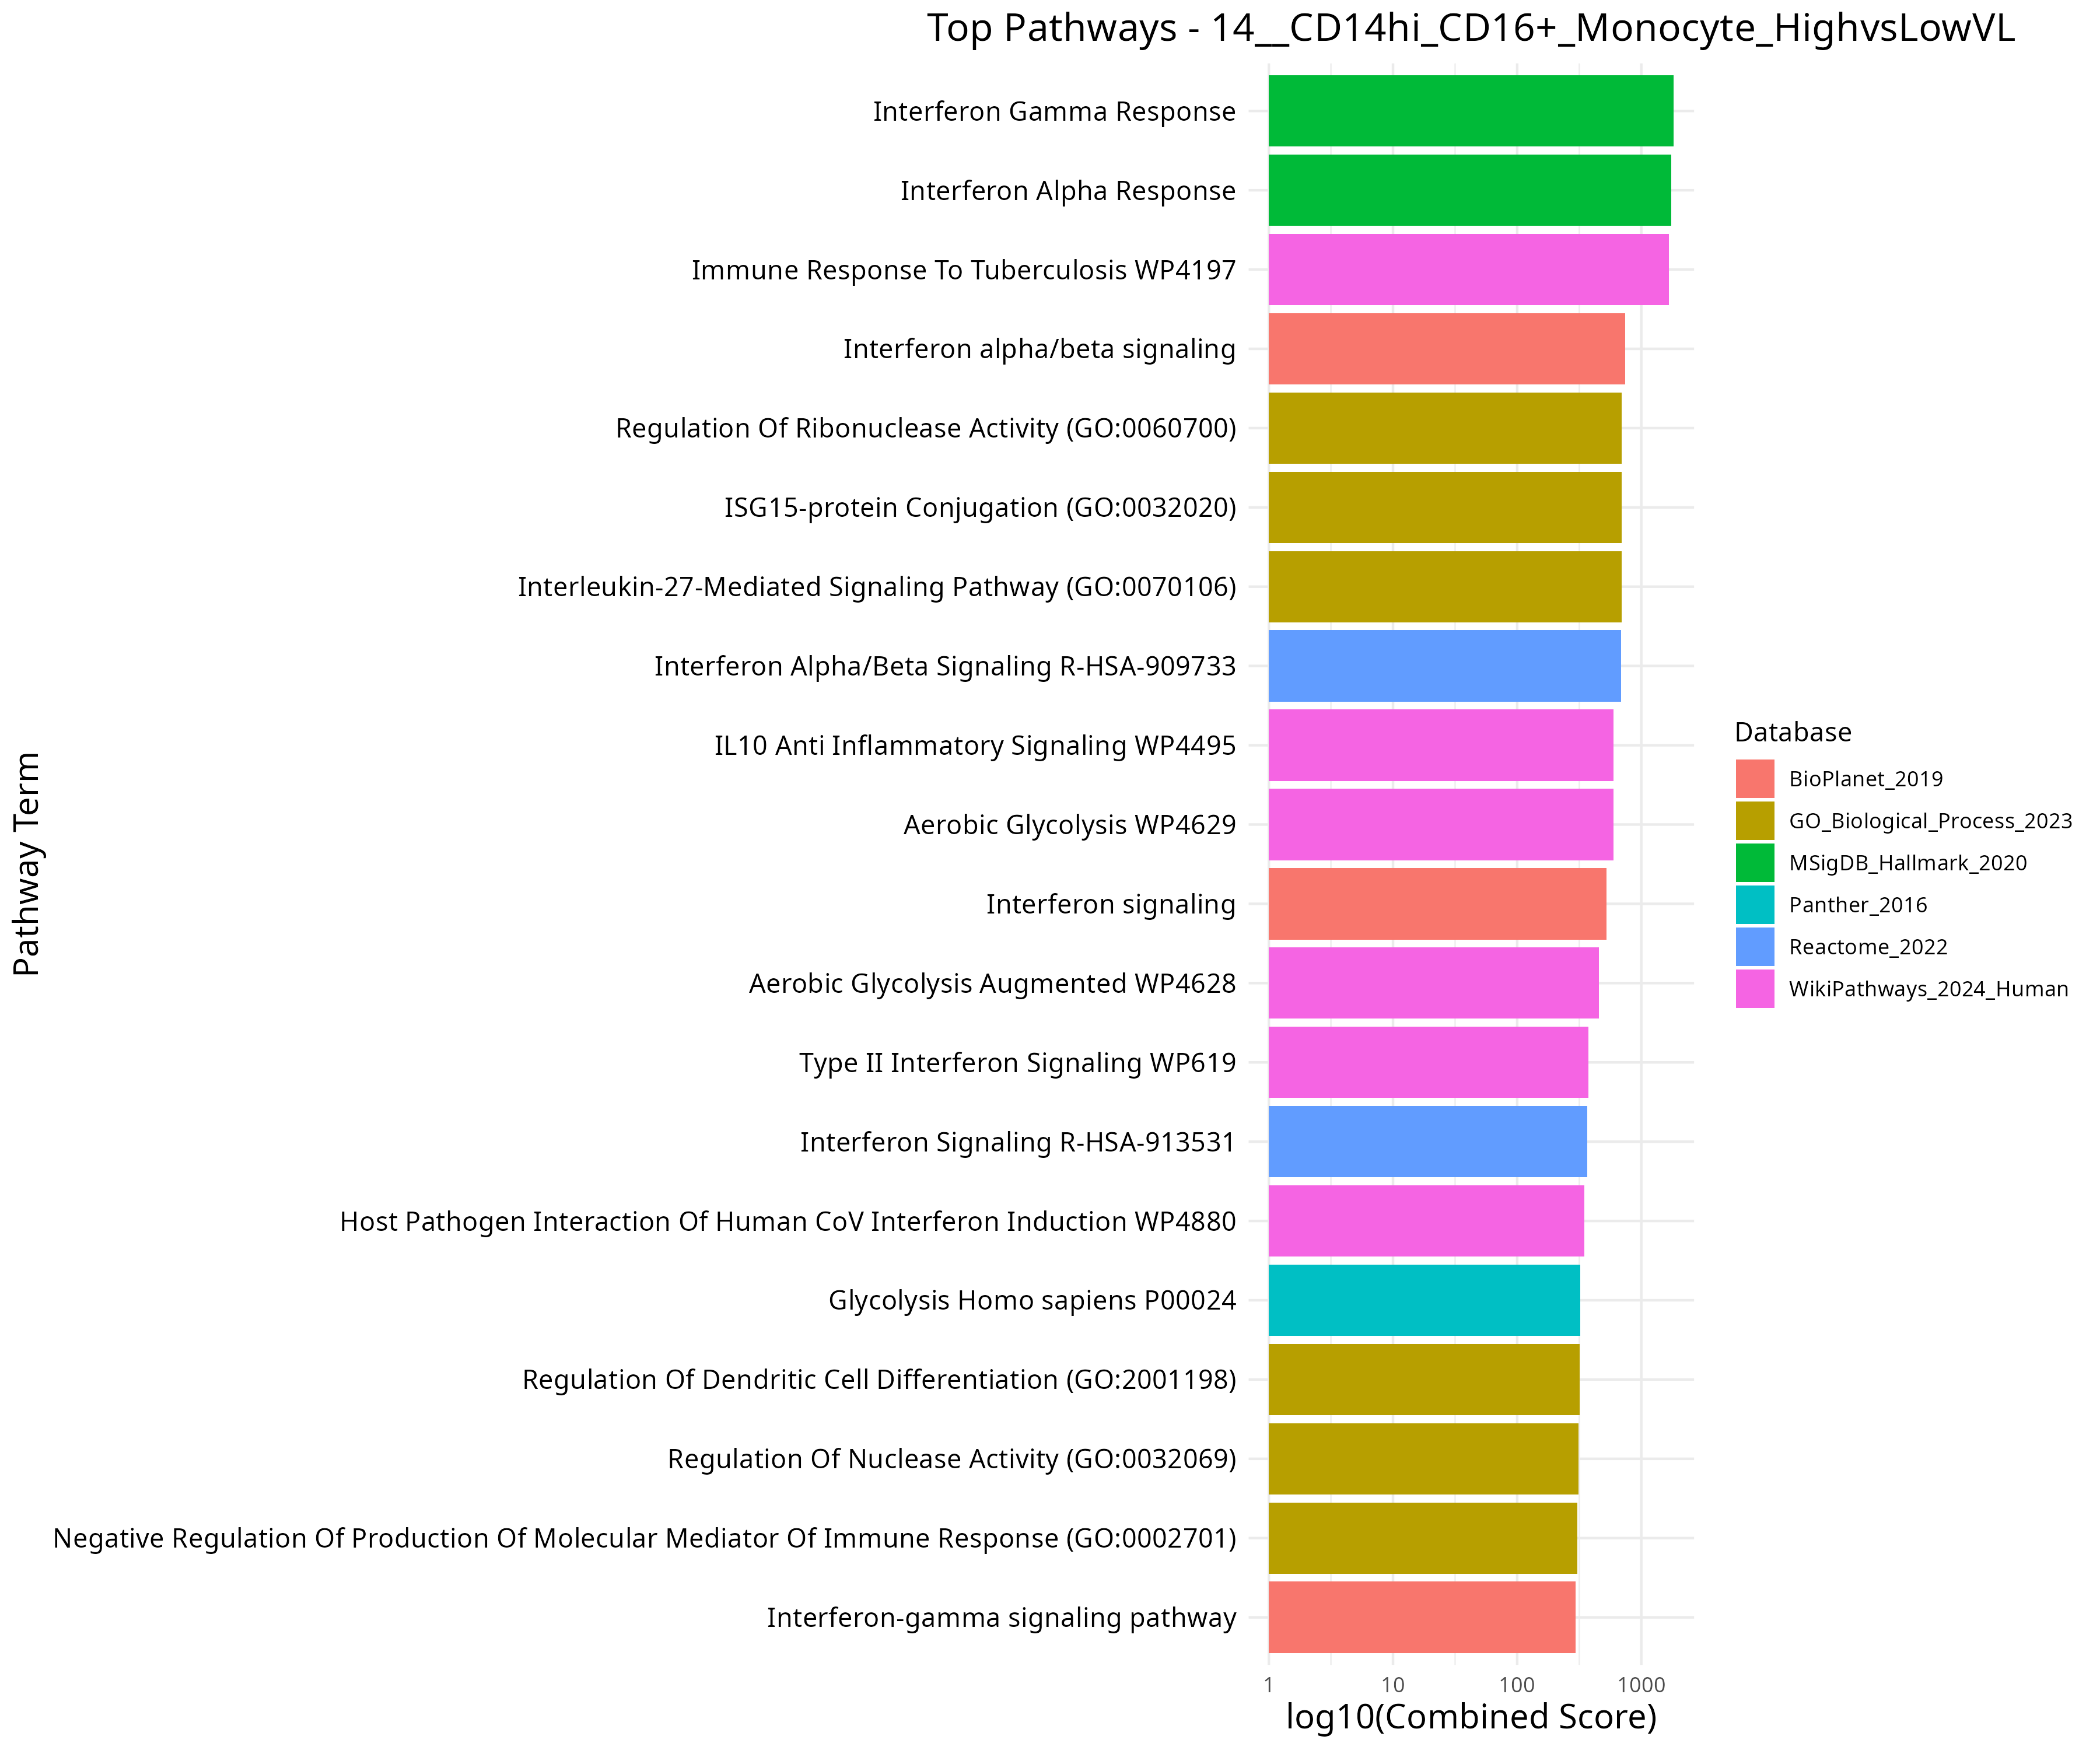 Top Pathways - 14__CD14hi_CD16+_Monocyte_HighvsLowVL
Pathway Term
Interferon Gamma Response
Interferon Alpha Response
Immune Response To Tuberculosis WP4197
Interferon alpha/beta signaling
Regulation Of Ribonuclease Activity (GO:0060700)
ISG15-protein Conjugation (GO:0032020)
Interleukin-27-Mediated Signaling Pathway (GO:0070106)
Interferon Alpha/Beta Signaling R-HSA-909733
IL10 Anti Inflammatory Signaling WP4495
Aerobic Glycolysis WP4629
Interferon signaling
Aerobic Glycolysis Augmented WP4628
Type II Interferon Signaling WP619
Interferon Signaling R-HSA-913531
Host Pathogen Interaction Of Human CoV Interferon Induction WP4880
Glycolysis Homo sapiens P00024
Regulation Of Dendritic Cell Differentiation (GO:2001198)
Regulation Of Nuclease Activity (GO:0032069)
Negative Regulation Of Production Of Molecular Mediator Of Immune Response (GO:0002701)
Interferon-gamma signaling pathway
1 10 100 1000
log10(Combined Score)
Database
BioPlanet_2019
GO_Biological_Process_2023
MSigDB_Hallmark_2020
Panther_2016
Reactome_2022
WikiPathways_2024_Human